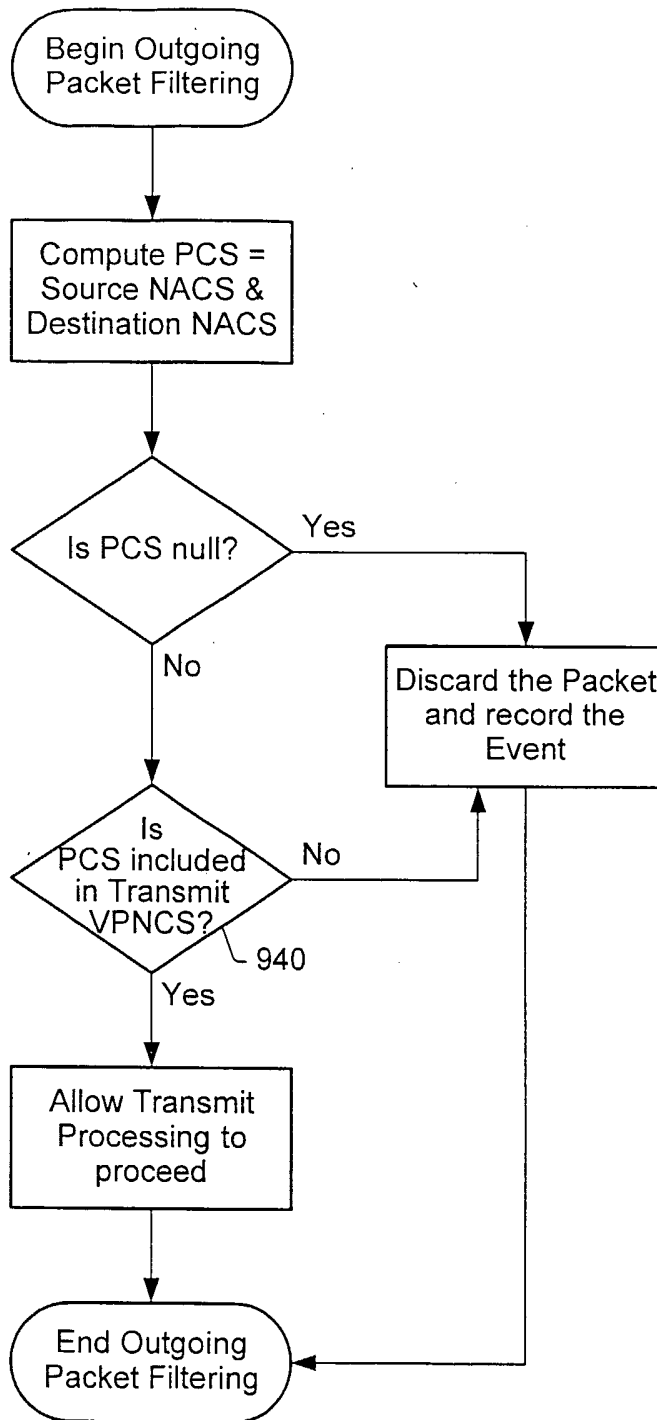 Begin Outgoing
Packet Filtering
Compute PCS =
Source NACS &
Destination NACS
Is PCS null?
Yes
No
Discard the Packet
and record the
Event
Is
PCS included
in Transmit
VPNCS?
No
940
Yes
Allow Transmit
Processing to
proceed
End Outgoing
Packet Filtering